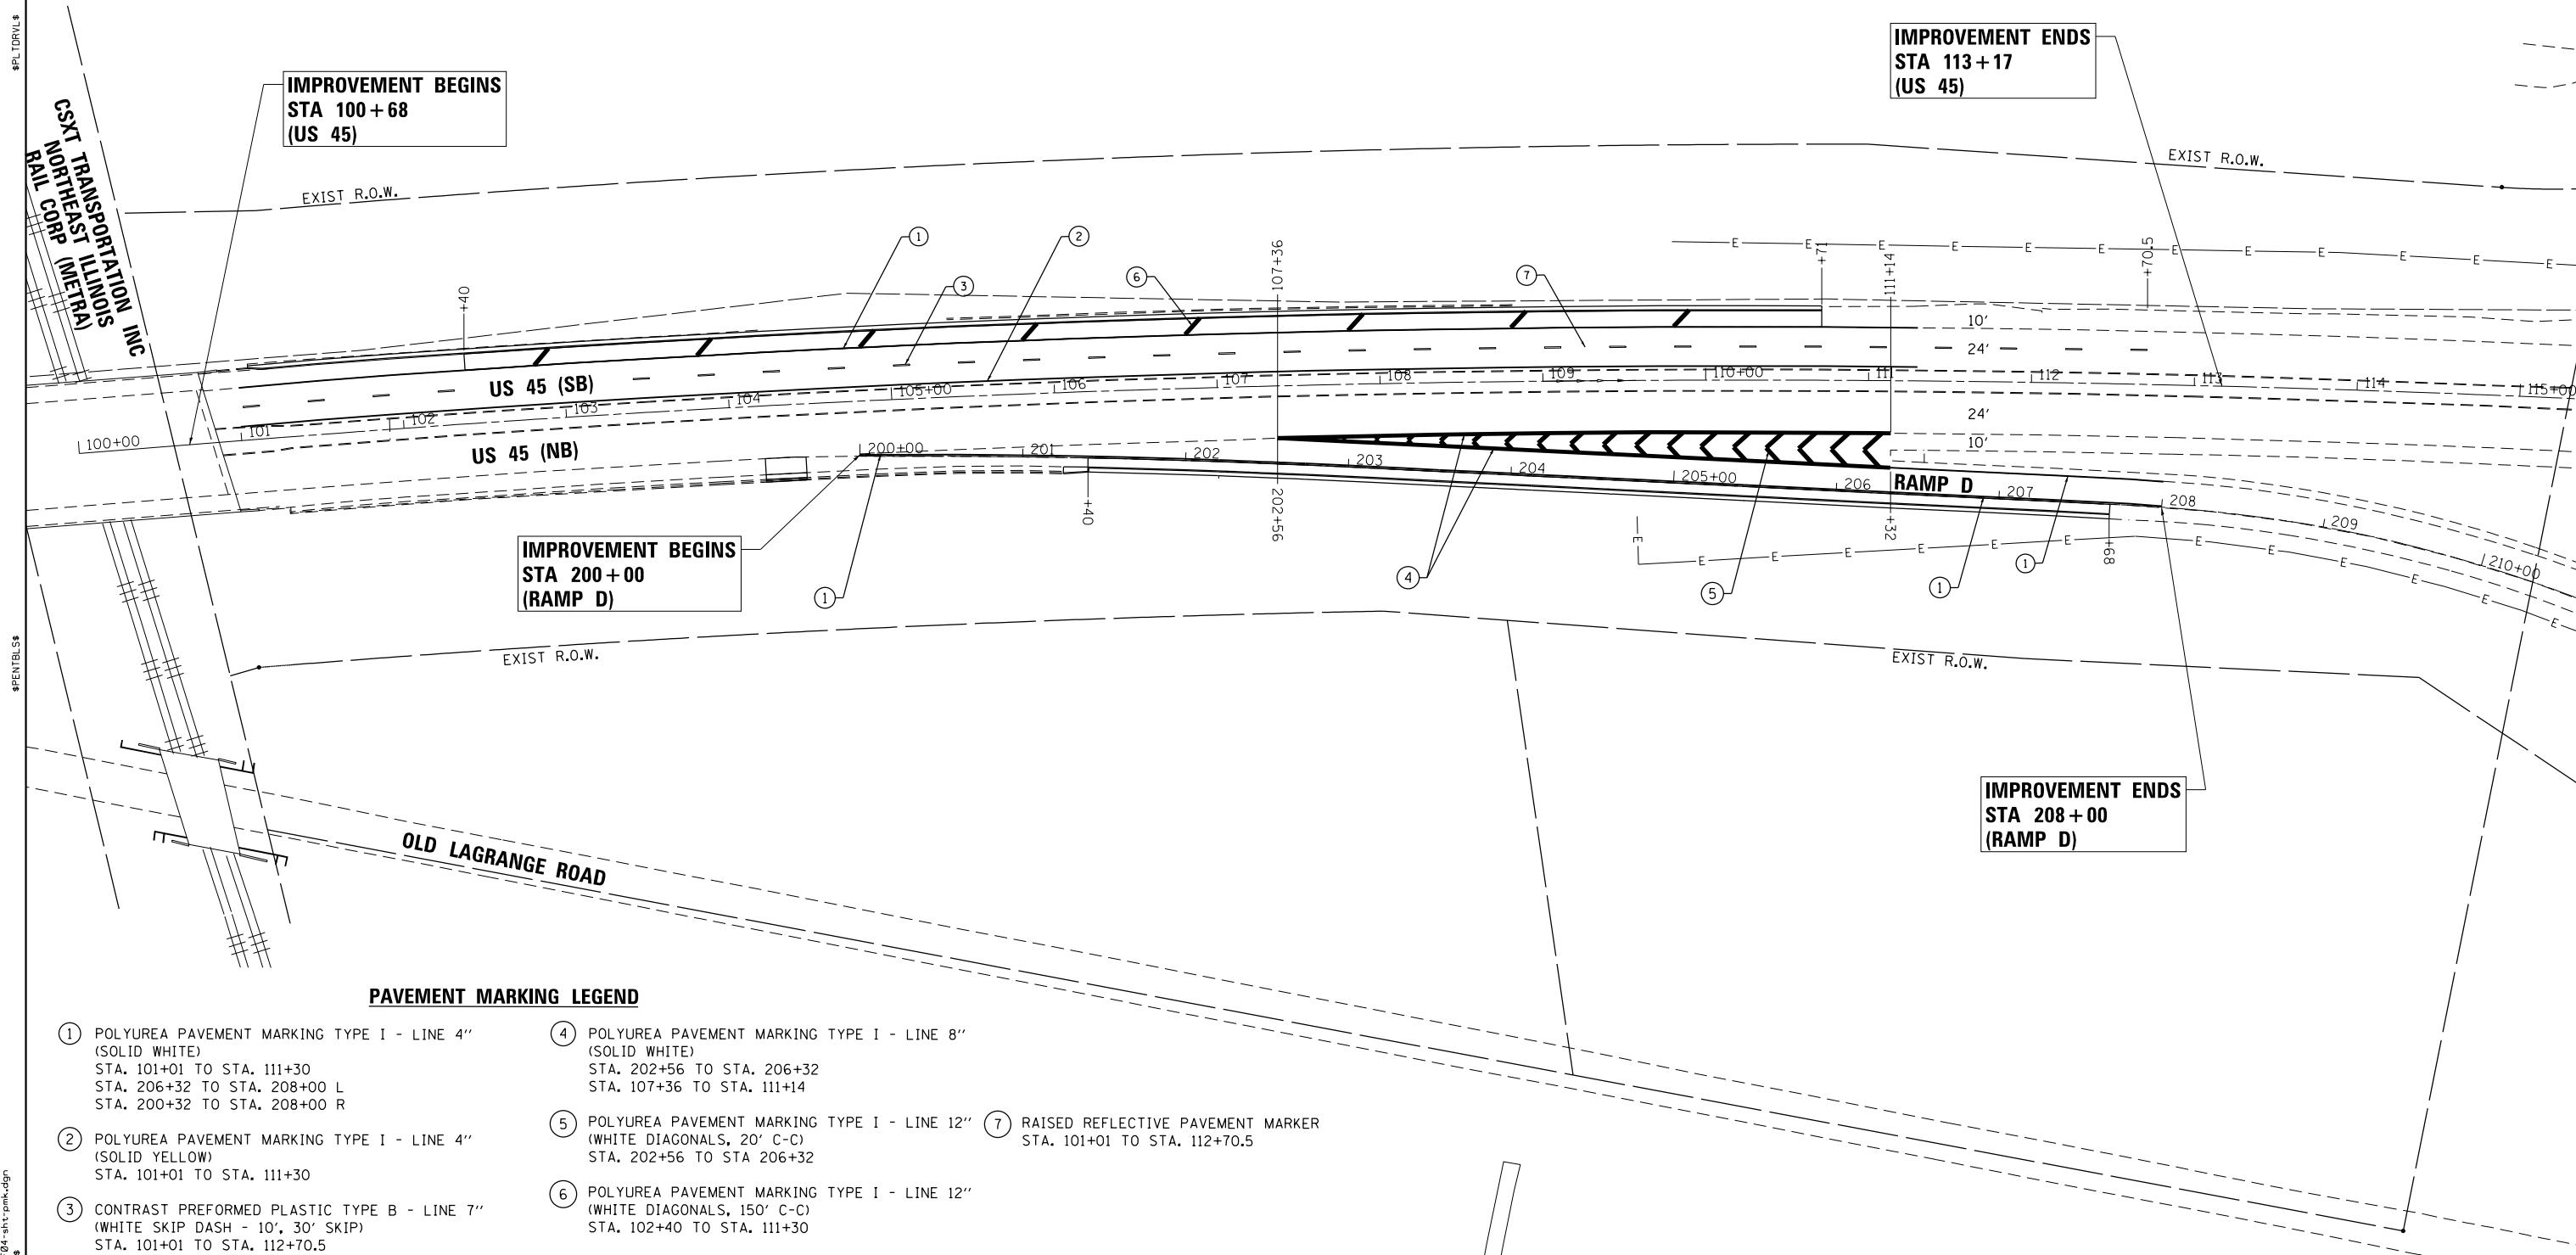 $PLTDRVL$
$PENTBLS$
IMPROVEMENT BEGINS
STA 100+68
(US 45)
IMPROVEMENT ENDS
STA 113+17
(US 45)
CSXT TRANSPORTATION INC
NORTHEAST ILLINOIS
RAIL CORP (METRA)
EXIST R.O.W.
EXIST R.O.W.
1
2
3
6
7
+40
107+36
+71
111+14
+70.5
E E E E E E E E E E E E
10'
24'
US 45 (SB)
100+00
101
102
103
104
105+00
106
107
108
109
110+00
111
112
113
114
115+00
24'
10'
US 45 (NB)
200+00
201
202
203
204
205+00
206
207
208
209
210+00
RAMP D
+40
202+56
+32
+68
E E E E E E E E E E E E E E
IMPROVEMENT BEGINS
STA 200+00
(RAMP D)
1
4
5
1
1
EXIST R.O.W.
EXIST R.O.W.
IMPROVEMENT ENDS
STA 208+00
(RAMP D)
OLD LAGRANGE ROAD
PAVEMENT MARKING LEGEND
1 POLYUREA PAVEMENT MARKING TYPE I - LINE 4''
(SOLID WHITE)
STA. 101+01 TO STA. 111+30
STA. 206+32 TO STA. 208+00 L
STA. 200+32 TO STA. 208+00 R
2 POLYUREA PAVEMENT MARKING TYPE I - LINE 4''
(SOLID YELLOW)
STA. 101+01 TO STA. 111+30
3 CONTRAST PREFORMED PLASTIC TYPE B - LINE 7''
(WHITE SKIP DASH - 10', 30' SKIP)
STA. 101+01 TO STA. 112+70.5
4 POLYUREA PAVEMENT MARKING TYPE I - LINE 8''
(SOLID WHITE)
STA. 202+56 TO STA. 206+32
STA. 107+36 TO STA. 111+14
5 POLYUREA PAVEMENT MARKING TYPE I - LINE 12''
(WHITE DIAGONALS, 20' C-C)
STA. 202+56 TO STA 206+32
6 POLYUREA PAVEMENT MARKING TYPE I - LINE 12''
(WHITE DIAGONALS, 150' C-C)
STA. 102+40 TO STA. 111+30
7 RAISED REFLECTIVE PAVEMENT MARKER
STA. 101+01 TO STA. 112+70.5